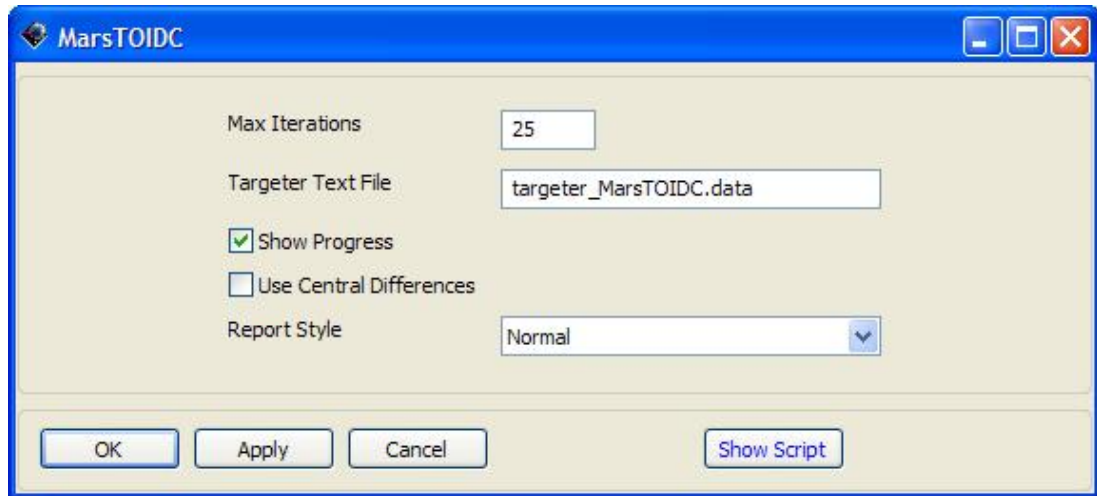 MarsTOIDC
Max Iterations 25
Targeter Text File targeter_MarsTOIDC.data
Show Progress
Use Central Differences
Report Style Normal
OK Apply Cancel Show Script